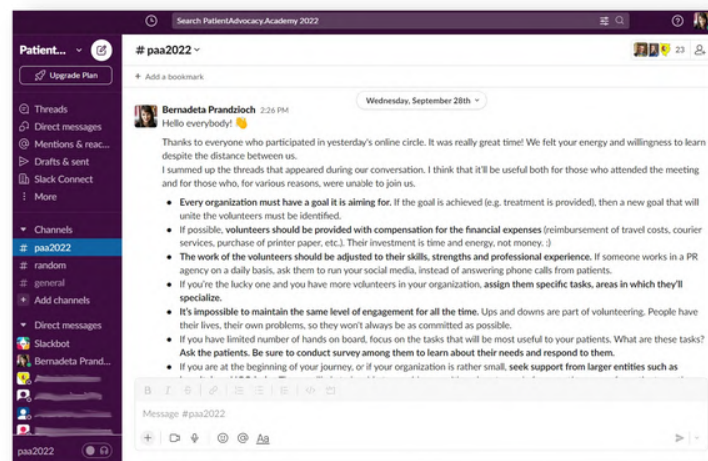 Search PatientAdvocacy.Academy 2022
Patient...
Upgrade Plan
Threads
Direct messages
Mentions & reac...
Drafts & sent
Slack Connect
More
Channels
# paa2022
# random
# general
+ Add channels
Direct messages
Slackbot
Bernadeta Prand...
paa2022
# paa2022
23
+ Add a bookmark
Wednesday, September 28th
Bernadeta Prandzioch 2:26 PM
Hello everybody! 👋
Thanks to everyone who participated in yesterday's online circle. It was really great time! We felt your energy and willingness to learn
despite the distance between us.
I summed up the threads that appeared during our conversation. I think that it'll be useful both for those who attended the meeting
and for those who, for various reasons, were unable to join us.
• Every organization must have a goal it is aiming for. If the goal is achieved (e.g. treatment is provided), then a new goal that will
unite the volunteers must be identified.
• If possible, volunteers should be provided with compensation for the financial expenses (reimbursement of travel costs, courier
services, purchase of printer paper, etc.). Their investment is time and energy, not money. :)
• The work of the volunteers should be adjusted to their skills, strengths and professional experience. If someone works in a PR
agency on a daily basis, ask them to run your social media, instead of answering phone calls from patients.
• If you're the lucky one and you have more volunteers in your organization, assign them specific tasks, areas in which they'll
specialize.
• It's impossible to maintain the same level of engagement for all the time. Ups and downs are part of volunteering. People have
their lives, their own problems, so they won't always be as committed as possible.
• If you have limited number of hands on board, focus on the tasks that will be most useful to your patients. What are these tasks?
Ask the patients. Be sure to conduct survey among them to learn about their needs and respond to them.
• If you are at the beginning of your journey, or if your organization is rather small, seek support from larger entities such as
B I S
Message #paa2022
+ @ Aa